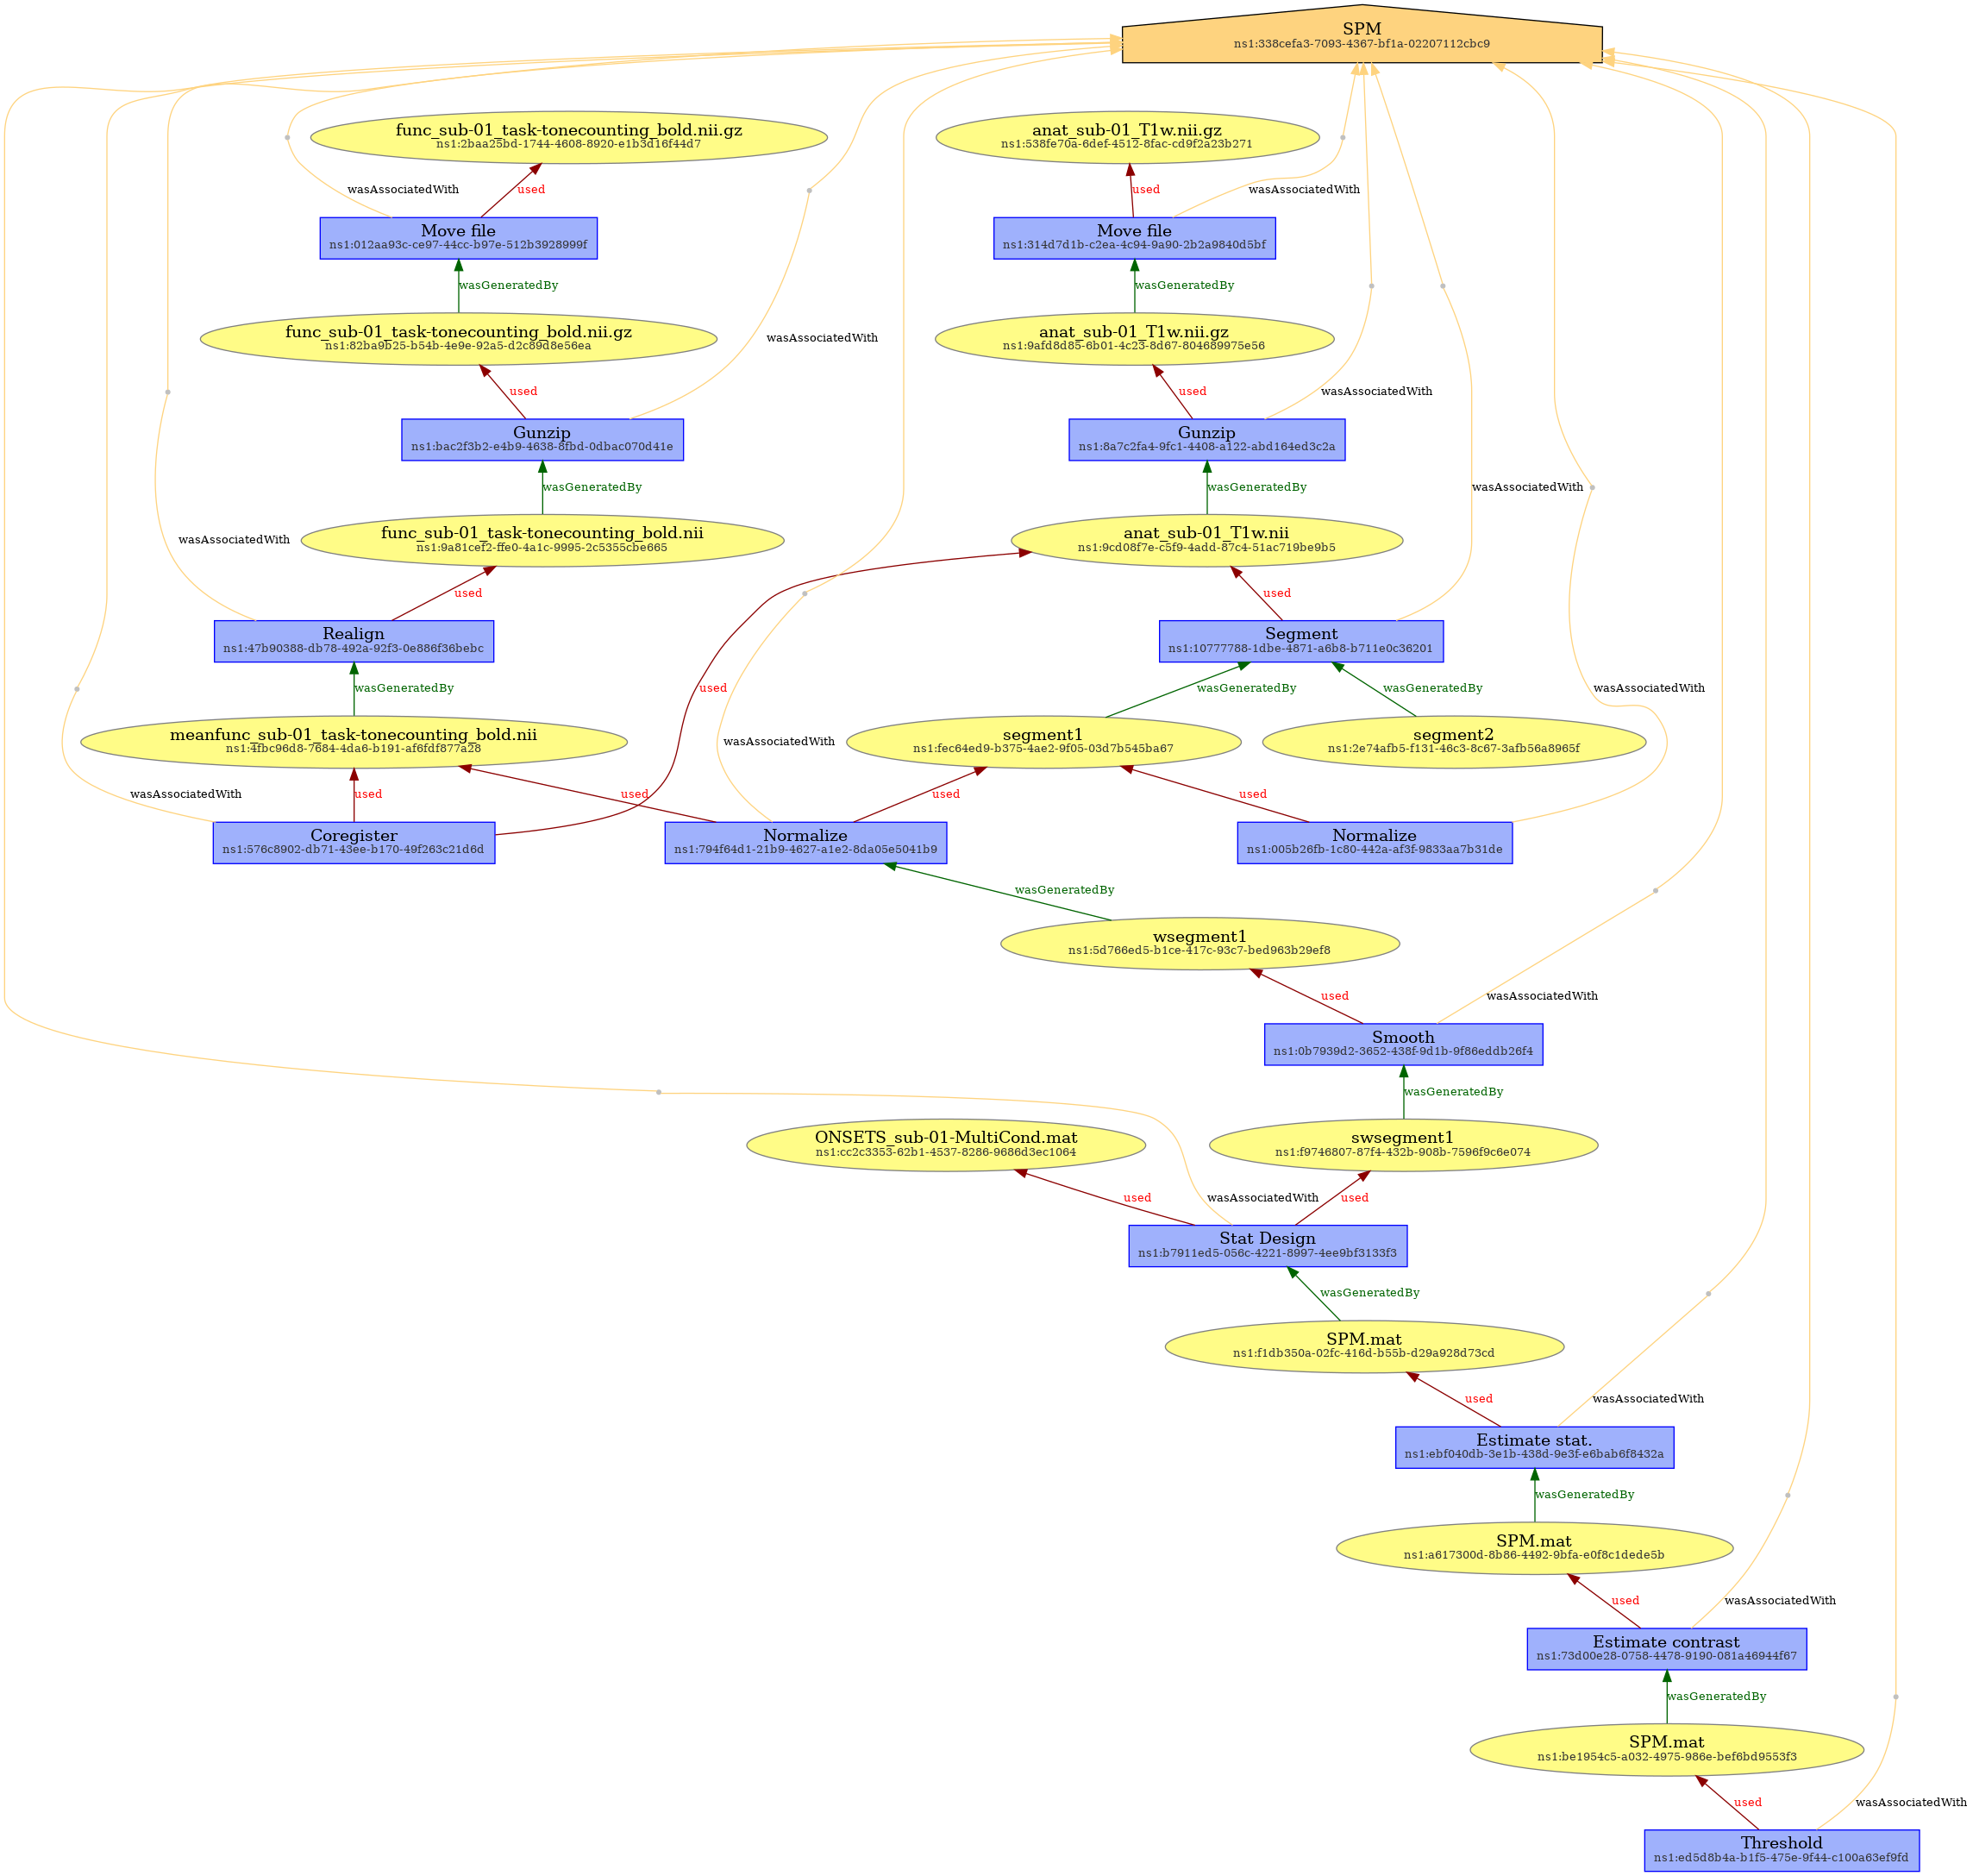 SPM
ns1:338cefa3-7093-4367-bf1a-02207112cbc9
func_sub-01_task-tonecounting_bold.nii.gz
ns1:2baa25bd-1744-4608-8920-e1b3d16f44d7
anat_sub-01_T1w.nii.gz
ns1:538fe70a-6def-4512-8fac-cd9f2a23b271
wasAssociatedWith
used
used
wasAssociatedWith
Move file
ns1:012aa93c-ce97-44cc-b97e-512b3928999f
Move file
ns1:314d7d1b-c2ea-4c94-9a90-2b2a9840d5bf
wasGeneratedBy
wasGeneratedBy
func_sub-01_task-tonecounting_bold.nii.gz
ns1:82ba9b25-b54b-4e9e-92a5-d2c89d8e56ea
wasAssociatedWith
anat_sub-01_T1w.nii.gz
ns1:9afd8d85-6b01-4c23-8d67-804689975e56
used
used
wasAssociatedWith
Gunzip
ns1:bac2f3b2-e4b9-4638-8fbd-0dbac070d41e
Gunzip
ns1:8a7c2fa4-9fc1-4408-a122-abd164ed3c2a
wasGeneratedBy
wasGeneratedBy
wasAssociatedWith
wasAssociatedWith
func_sub-01_task-tonecounting_bold.nii
ns1:9a81cef2-ffe0-4a1c-9995-2c5355cbe665
anat_sub-01_T1w.nii
ns1:9cd08f7e-c5f9-4add-87c4-51ac719be9b5
used
used
Realign
ns1:47b90388-db78-492a-92f3-0e886f36bebc
Segment
ns1:10777788-1dbe-4871-a6b8-b711e0c36201
wasGeneratedBy
used
wasGeneratedBy
wasGeneratedBy
wasAssociatedWith
meanfunc_sub-01_task-tonecounting_bold.nii
ns1:4fbc96d8-7684-4da6-b191-af6fdf877a28
wasAssociatedWith
segment1
ns1:fec64ed9-b375-4ae2-9f05-03d7b545ba67
segment2
ns1:2e74afb5-f131-46c3-8c67-3afb56a8965f
wasAssociatedWith
used
used
used
used
Coregister
ns1:576c8902-db71-43ee-b170-49f263c21d6d
Normalize
ns1:794f64d1-21b9-4627-a1e2-8da05e5041b9
Normalize
ns1:005b26fb-1c80-442a-af3f-9833aa7b31de
wasGeneratedBy
wsegment1
ns1:5d766ed5-b1ce-417c-93c7-bed963b29ef8
used
wasAssociatedWith
Smooth
ns1:0b7939d2-3652-438f-9d1b-9f86eddb26f4
wasGeneratedBy
ONSETS_sub-01-MultiCond.mat
ns1:cc2c3353-62b1-4537-8286-9686d3ec1064
swsegment1
ns1:f9746807-87f4-432b-908b-7596f9c6e074
used
wasAssociatedWith
used
Stat Design
ns1:b7911ed5-056c-4221-8997-4ee9bf3133f3
wasGeneratedBy
SPM.mat
ns1:f1db350a-02fc-416d-b55b-d29a928d73cd
used
wasAssociatedWith
Estimate stat.
ns1:ebf040db-3e1b-438d-9e3f-e6bab6f8432a
wasGeneratedBy
SPM.mat
ns1:a617300d-8b86-4492-9bfa-e0f8c1dede5b
used
wasAssociatedWith
Estimate contrast
ns1:73d00e28-0758-4478-9190-081a46944f67
wasGeneratedBy
SPM.mat
ns1:be1954c5-a032-4975-986e-bef6bd9553f3
used
wasAssociatedWith
Threshold
ns1:ed5d8b4a-b1f5-475e-9f44-c100a63ef9fd